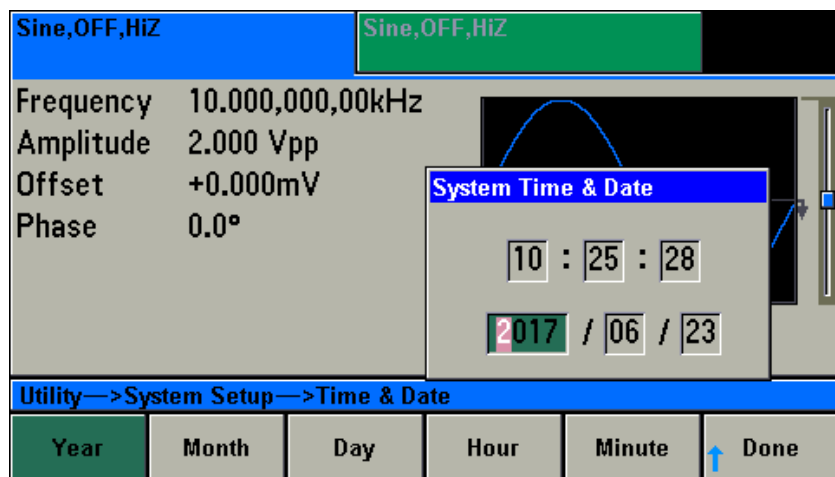 Sine,OFF,HiZ
Sine,OFF,HiZ
Frequency 10.000,000,00kHz
Amplitude 2.000 Vpp
Offset +0.000mV
Phase 0.0°
System Time & Date
10 : 25 : 28
2017 / 06 / 23
Utility—>System Setup—>Time & Date
Year Month Day Hour Minute Done